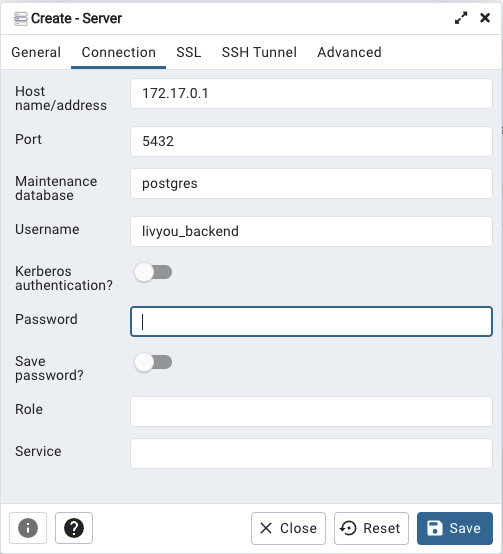 Create - Server
General Connection SSL SSH Tunnel Advanced
Host
name/address
172.17.0.1
Port
5432
Maintenance
database
postgres
Username
livyou_backend
Kerberos
authentication?
Password
Save
password?
Role
Service
i ? Close Reset Save